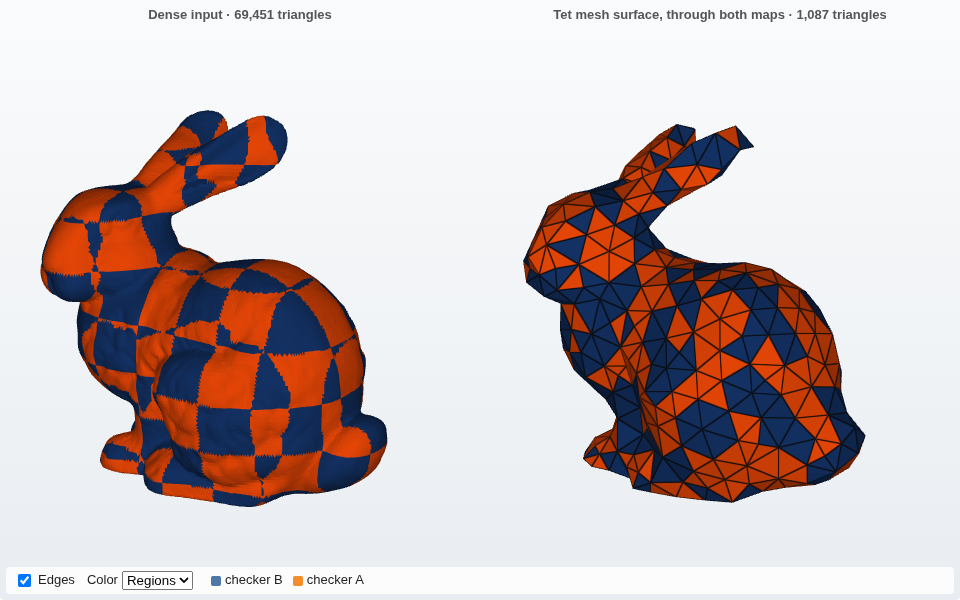 Dense input · 69,451 triangles
Tet mesh surface, through both maps · 1,087 triangles
Edges Color Regions checker B checker A